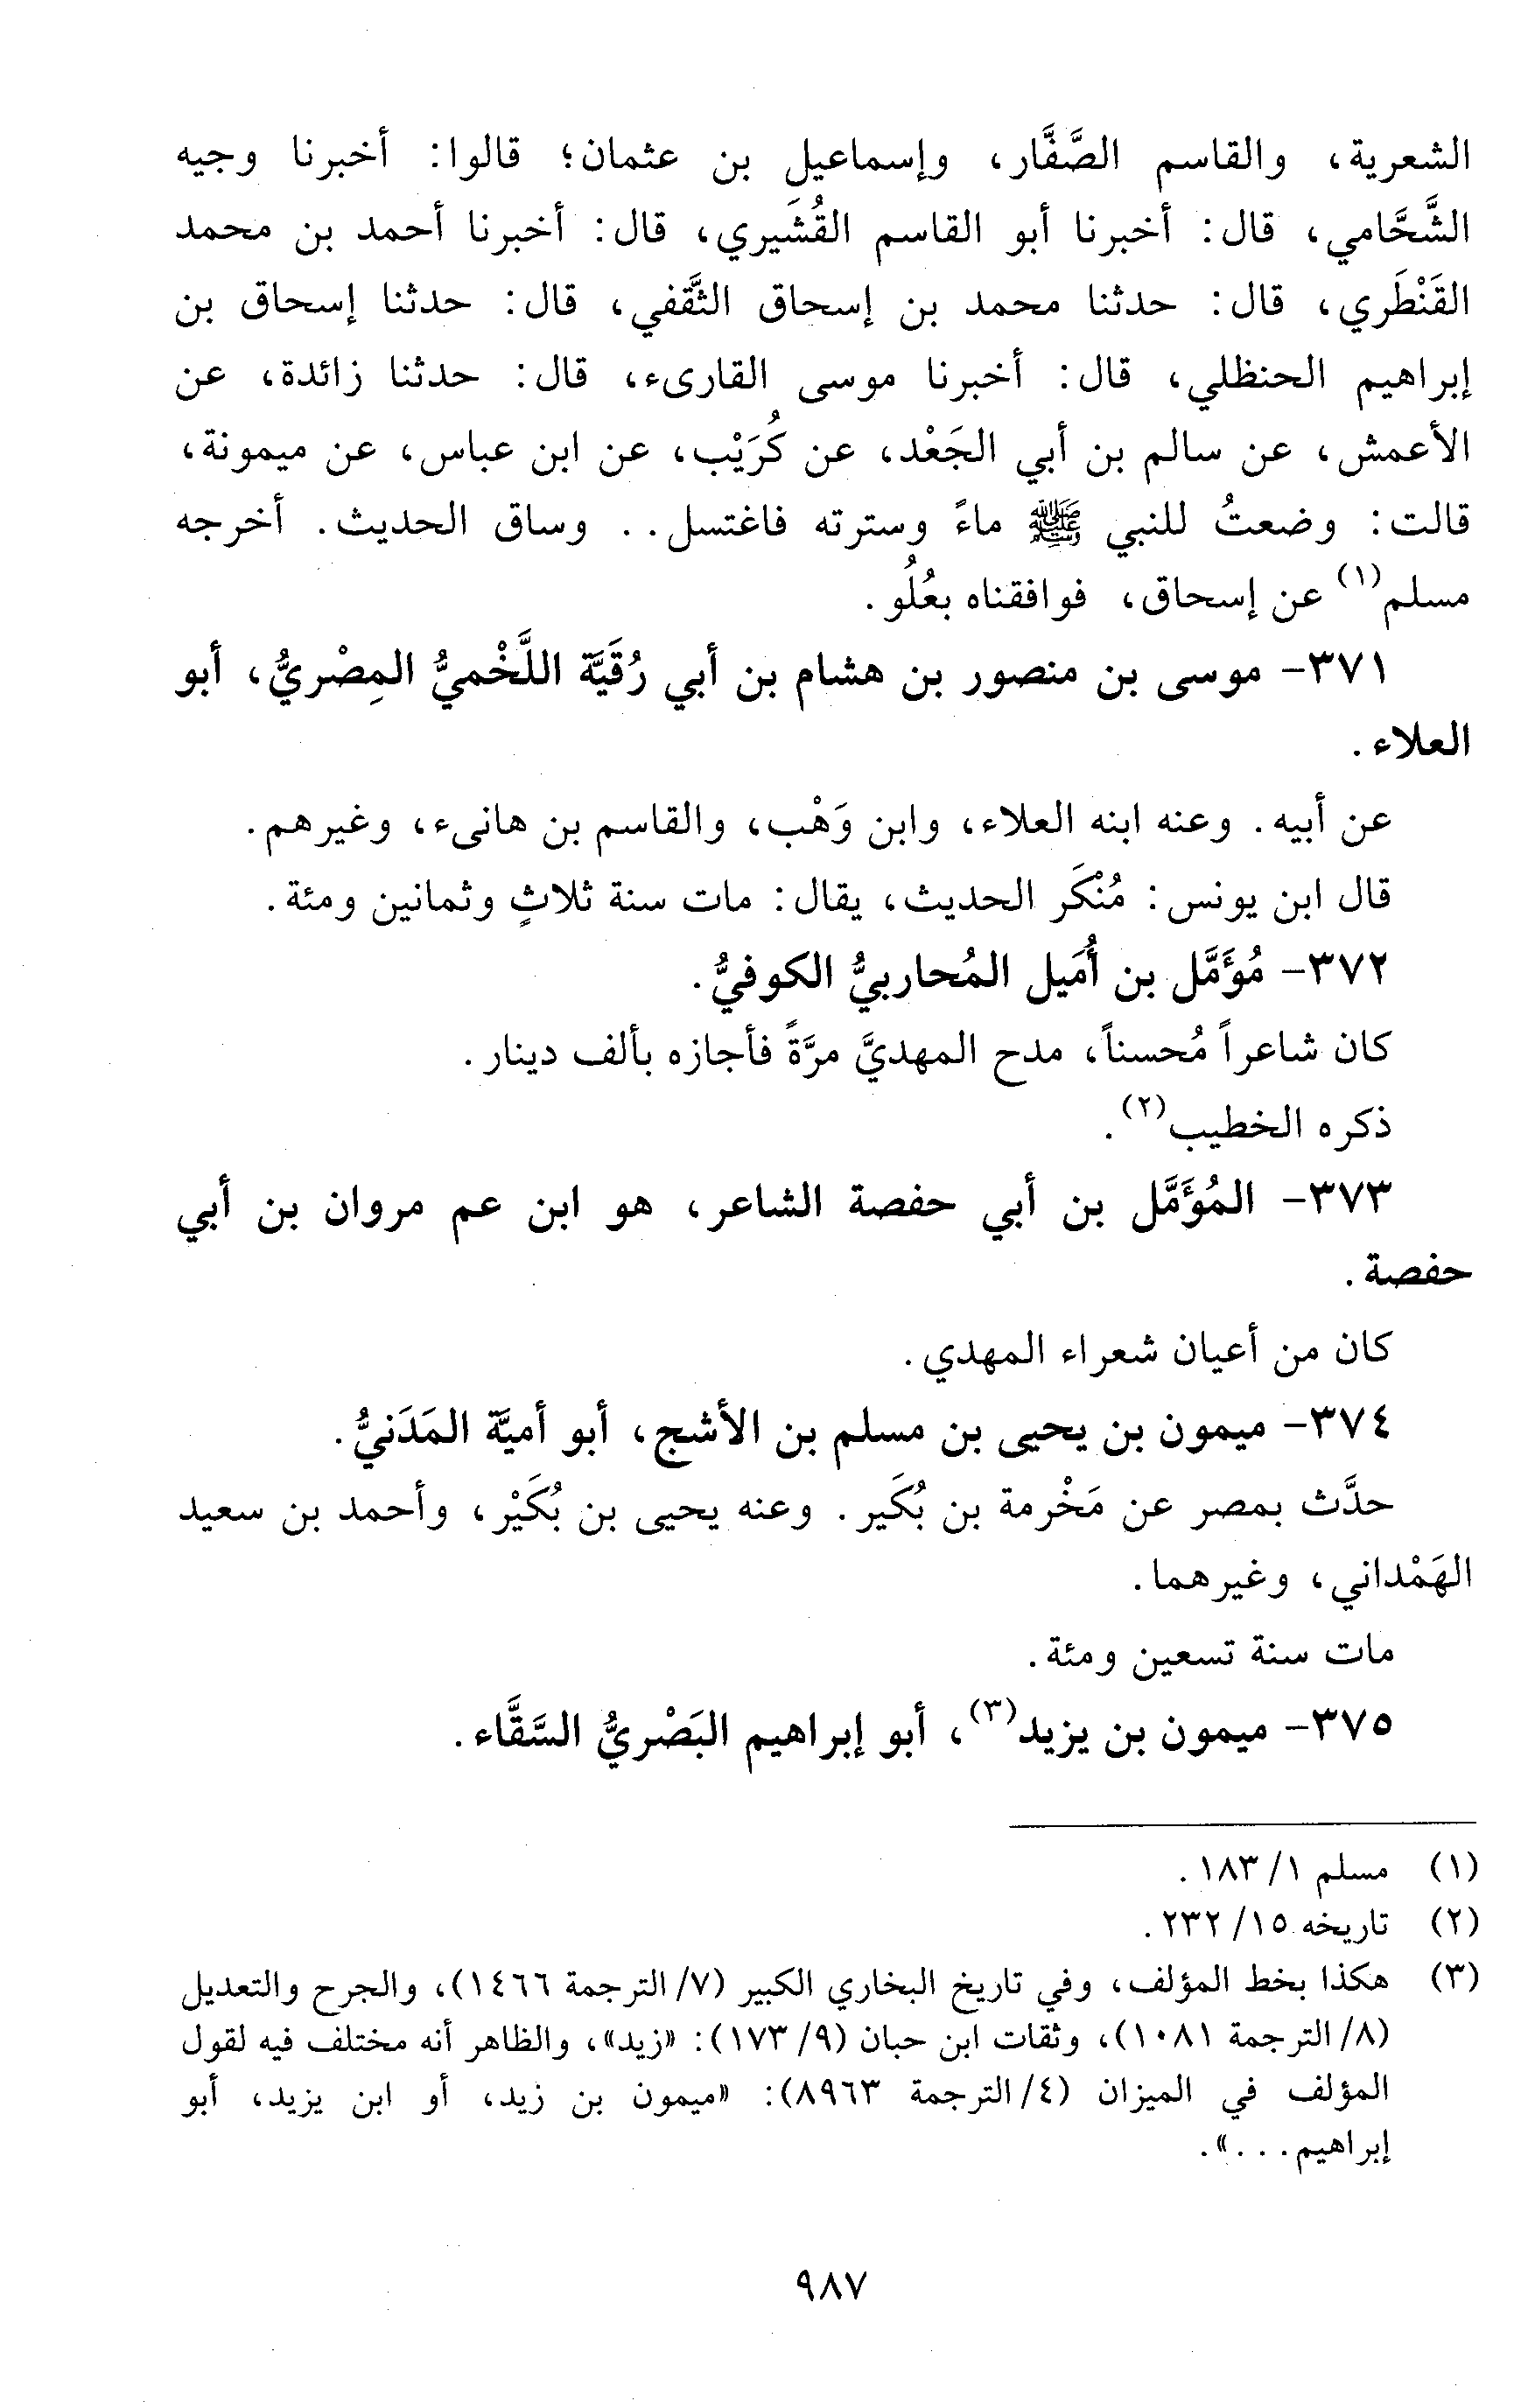 الشعرية، والقاسم الصَّفَّار، وإسماعيل بن عثمان؛ قالوا: أخبرنا وجيه
الشَّحَّامي، قال: أخبرنا أبو القاسم القُشَيري، قال: أخبرنا أحمد بن محمد
القَنْطَري، قال: حدثنا محمد بن إسحاق الثَّقفي، قال: حدثنا إسحاق بن
إبراهيم الحنظلي، قال: أخبرنا موسى القارىء، قال: حدثنا زائدة، عن
الأعمش، عن سالم بن أبي الجَعْد، عن كُرَيْب، عن ابن عباس، عن ميمونة،
قالت: وضعتُ للنبي ﷺ ماءً وسترته فاغتسل.. وساق الحديث. أخرجه
مسلم(١) عن إسحاق، فوافقناه بعُلُو.
٣٧١- موسى بن منصور بن هشام بن أبي رُقَيَّة اللَّخْميُّ المِصْريُّ، أبو
العلاء.
عن أبيه. وعنه ابنه العلاء، وابن وَهْب، والقاسم بن هانىء، وغيرهم.
قال ابن يونس: مُنْكَر الحديث، يقال: مات سنة ثلاثٍ وثمانين ومئة.
٣٧٢- مُؤَمَّل بن أُمَيل المُحاربيُّ الكوفيُّ.
كان شاعراً مُحسناً، مدح المهديَّ مرَّةً فأجازه بألف دينار.
ذكره الخطيب(٢).
٣٧٣- المُؤَمَّل بن أبي حفصة الشاعر، هو ابن عم مروان بن أبي
حفصة.
كان من أعيان شعراء المهدي.
٣٧٤- ميمون بن يحيى بن مسلم بن الأشج، أبو أميَّة المَدَنيُّ.
حدَّث بمصر عن مَخْرمة بن بُكَير. وعنه يحيى بن بُكَيْر، وأحمد بن سعيد
الهَمْداني، وغيرهما.
مات سنة تسعين ومئة.
٣٧٥- ميمون بن يزيد(٣)، أبو إبراهيم البَصْريُّ السَّقَّاء.
(١) مسلم ١/ ١٨٣.
(٢) تاريخه ١٥/ ٢٣٢.
(٣) هكذا بخط المؤلف، وفي تاريخ البخاري الكبير (٧/ الترجمة ١٤٦٦)، والجرح والتعديل
(٨/ الترجمة ١٠٨١)، وثقات ابن حبان (٩/ ١٧٣): «زيد»، والظاهر أنه مختلف فيه لقول
المؤلف في الميزان (٤/ الترجمة ٨٩٦٣): «ميمون بن زيد، أو ابن يزيد، أبو
إبراهيم...».
٩٨٧